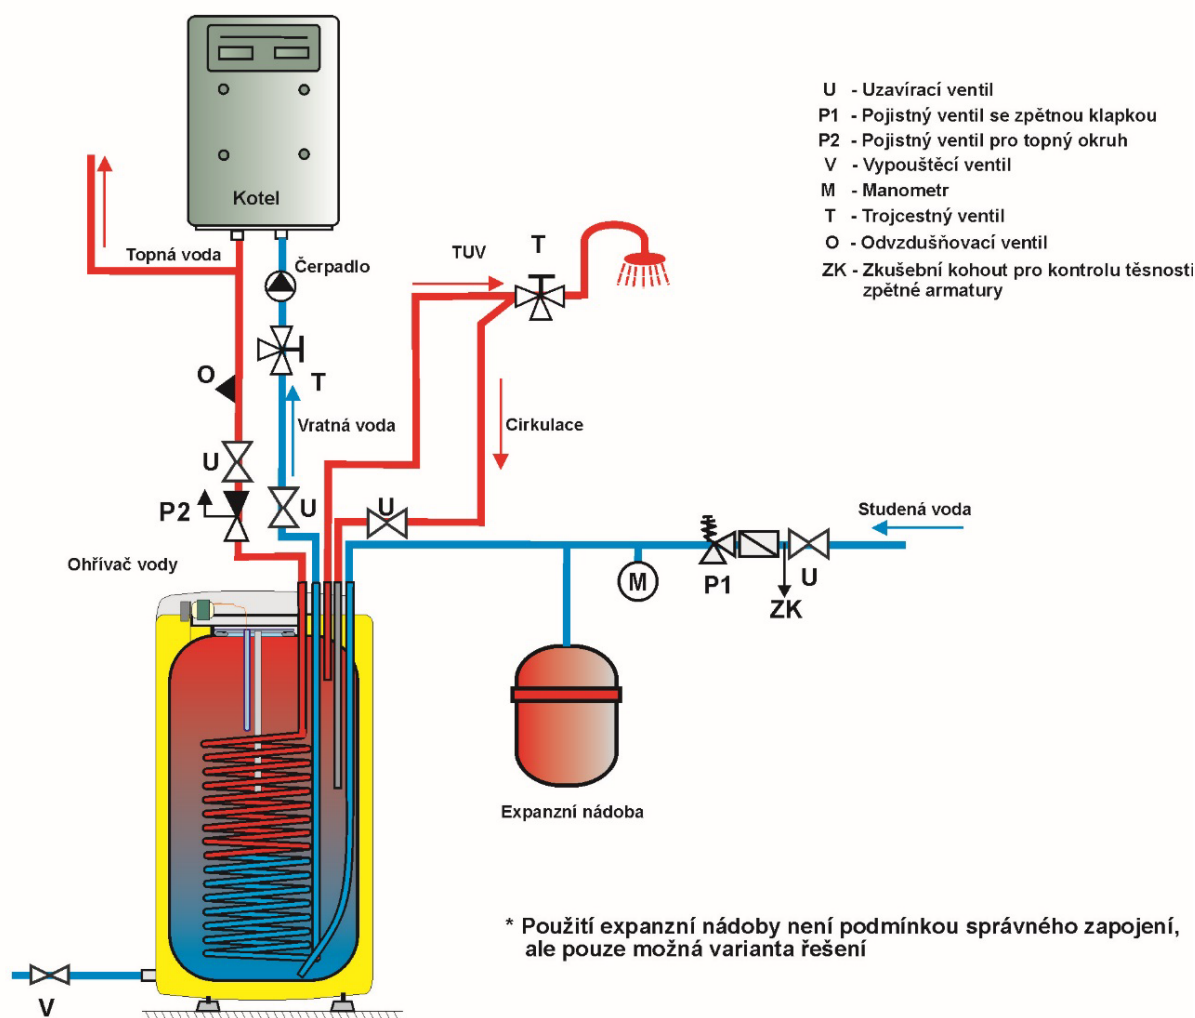 Kotel
Topná voda
Čerpadlo
TUV
T
O
T
Vratná voda
Cirkulace
U
P2
U
U
Studená voda
Ohřívač vody
M
P1
U
ZK
Expanzní nádoba
V
U - Uzavírací ventil
P1 - Pojistný ventil se zpětnou klapkou
P2 - Pojistný ventil pro topný okruh
V - Vypouštěcí ventil
M - Manometr
T - Trojcestný ventil
O - Odvzdušňovací ventil
ZK - Zkušební kohout pro kontrolu těsnosti
zpětné armatury
* Použití expanzní nádoby není podmínkou správného zapojení,
ale pouze možná varianta řešení